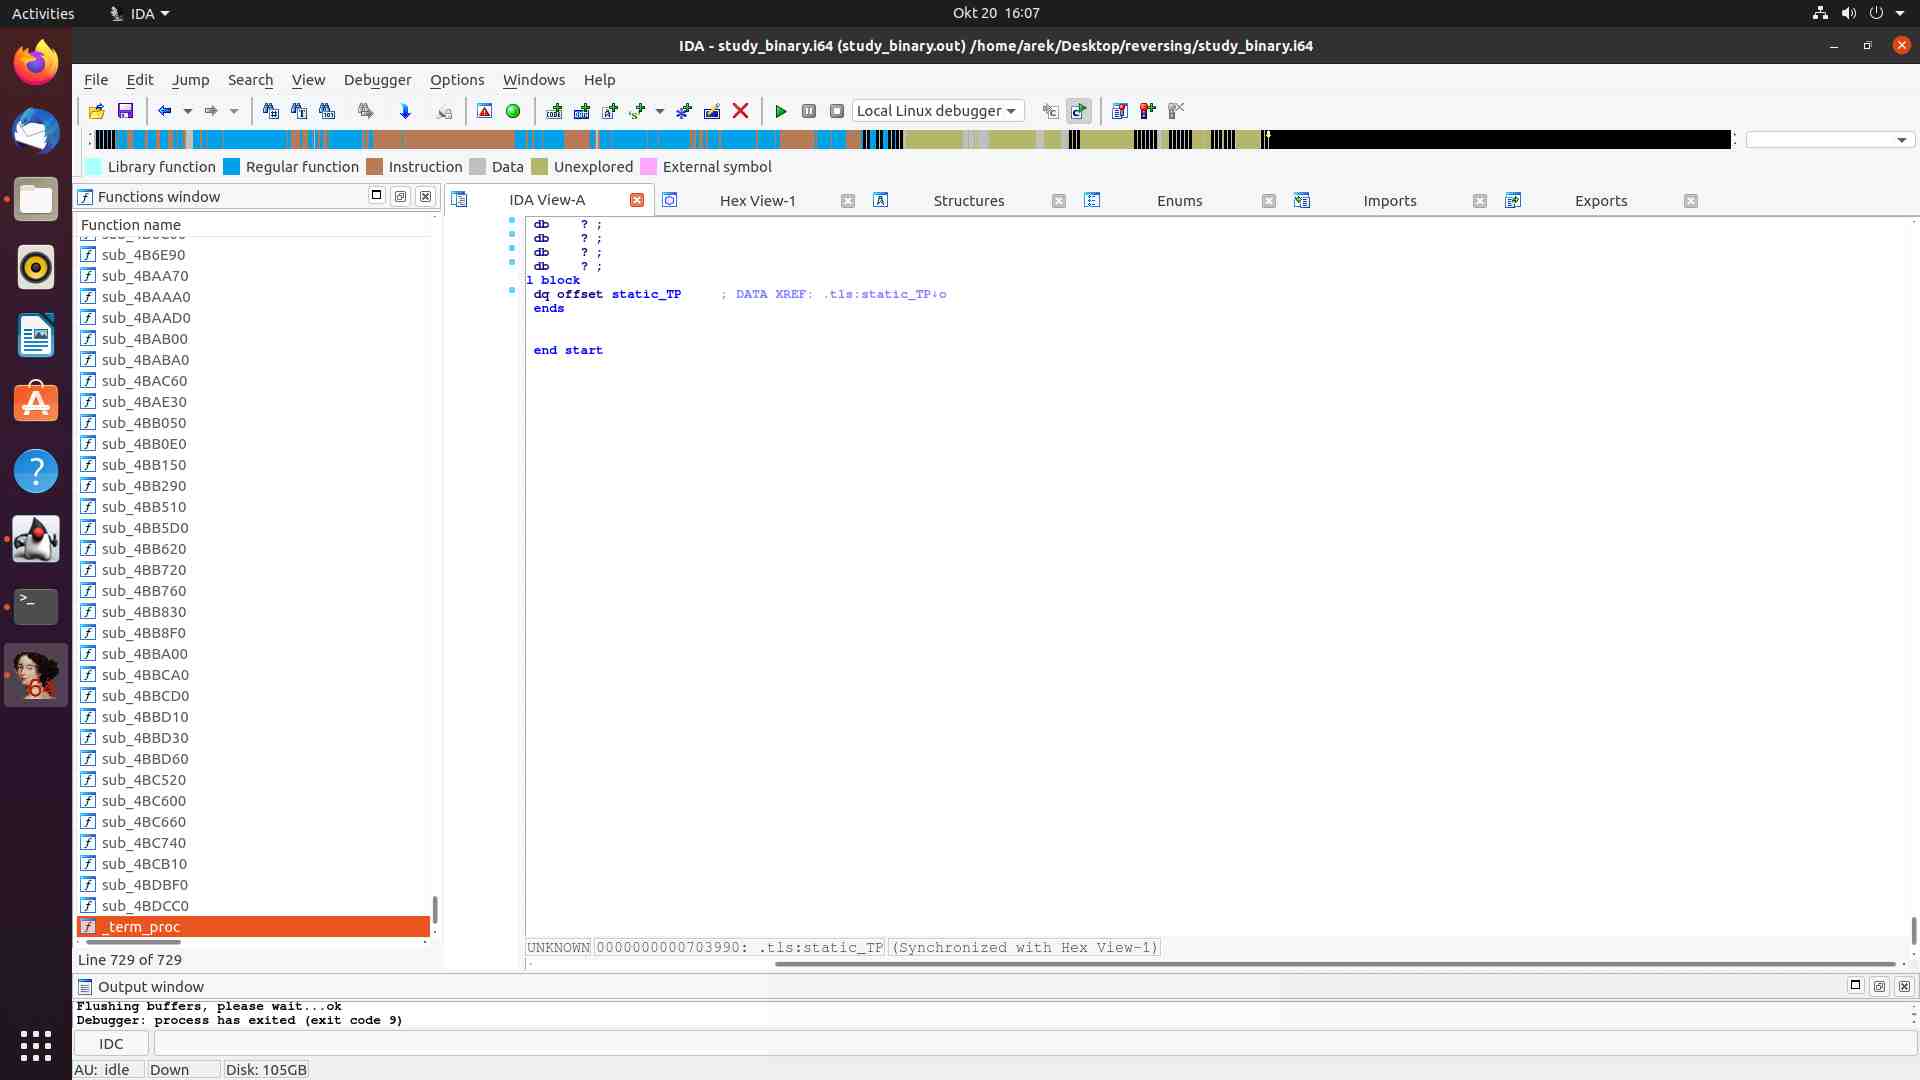 Activities
IDA
Okt 20 16:07
IDA - study_binary.i64 (study_binary.out) /home/arek/Desktop/reversing/study_binary.i64
File Edit Jump Search View Debugger Options Windows Help
Local Linux debugger
Library function Regular function Instruction Data Unexplored External symbol
Functions window
IDA View-A
Hex View-1
Structures
Enums
Imports
Exports
Function name
sub_4B6E90
sub_4BAA70
sub_4BAAA0
sub_4BAAD0
sub_4BAB00
sub_4BABA0
sub_4BAC60
sub_4BAE30
sub_4BB050
sub_4BB0E0
sub_4BB150
sub_4BB290
sub_4BB510
sub_4BB5D0
sub_4BB620
sub_4BB720
sub_4BB760
sub_4BB830
sub_4BB8F0
sub_4BBA00
sub_4BBCA0
sub_4BBCD0
sub_4BBD10
sub_4BBD30
sub_4BBD60
sub_4BC520
sub_4BC600
sub_4BC660
sub_4BC740
sub_4BCB10
sub_4BDBF0
sub_4BDCC0
_term_proc
Line 729 of 729
db ? ;
db ? ;
db ? ;
db ? ;
l block
dq offset static_TP ; DATA XREF: .tls:static_TP↓o
ends
end start
UNKNOWN 0000000000703990: .tls:static_TP (Synchronized with Hex View-1)
Output window
Flushing buffers, please wait...ok
Debugger: process has exited (exit code 9)
IDC
AU: idle Down Disk: 105GB